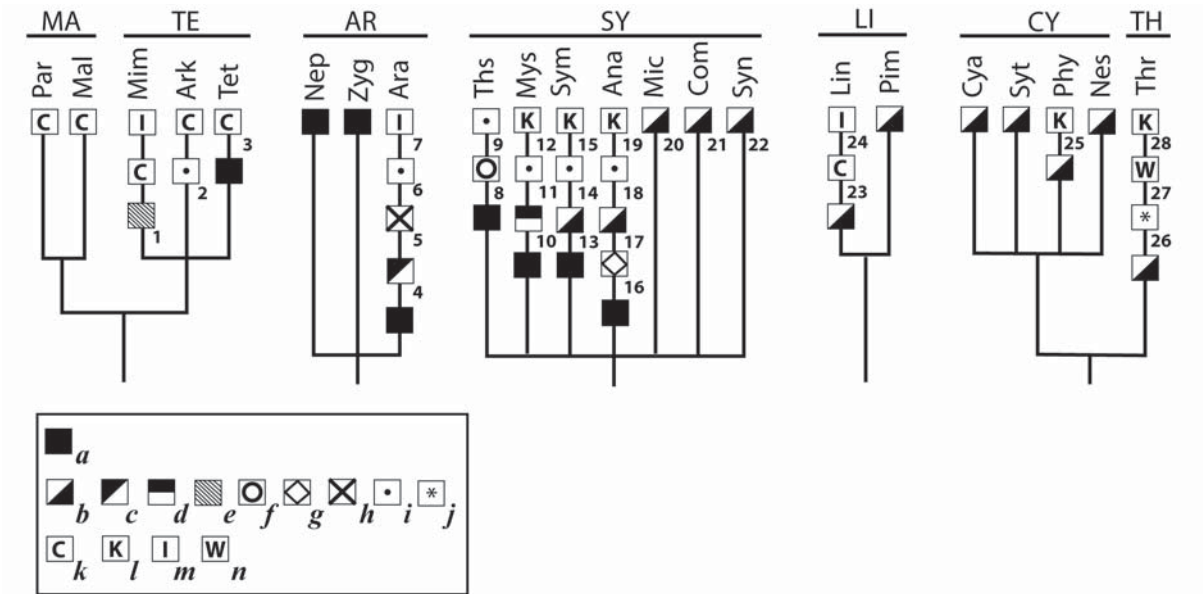 MA TE AR SY LI CY TH
Par Mal Mim Ark Tet Nep Zyg Ara Ths Mys Sym Ana Mic Com Syn Lin Pim Cya Syt Phy Nes Thr
C C I C C I K K K I K K
3 7 9 12 15 19 20 21 22 24 25 28
C C W
2 6 8 11 14 18 23 27
1 5 10 13 17 *
26
4 16
a
b c d e f g h i * j
C K I W
k l m n